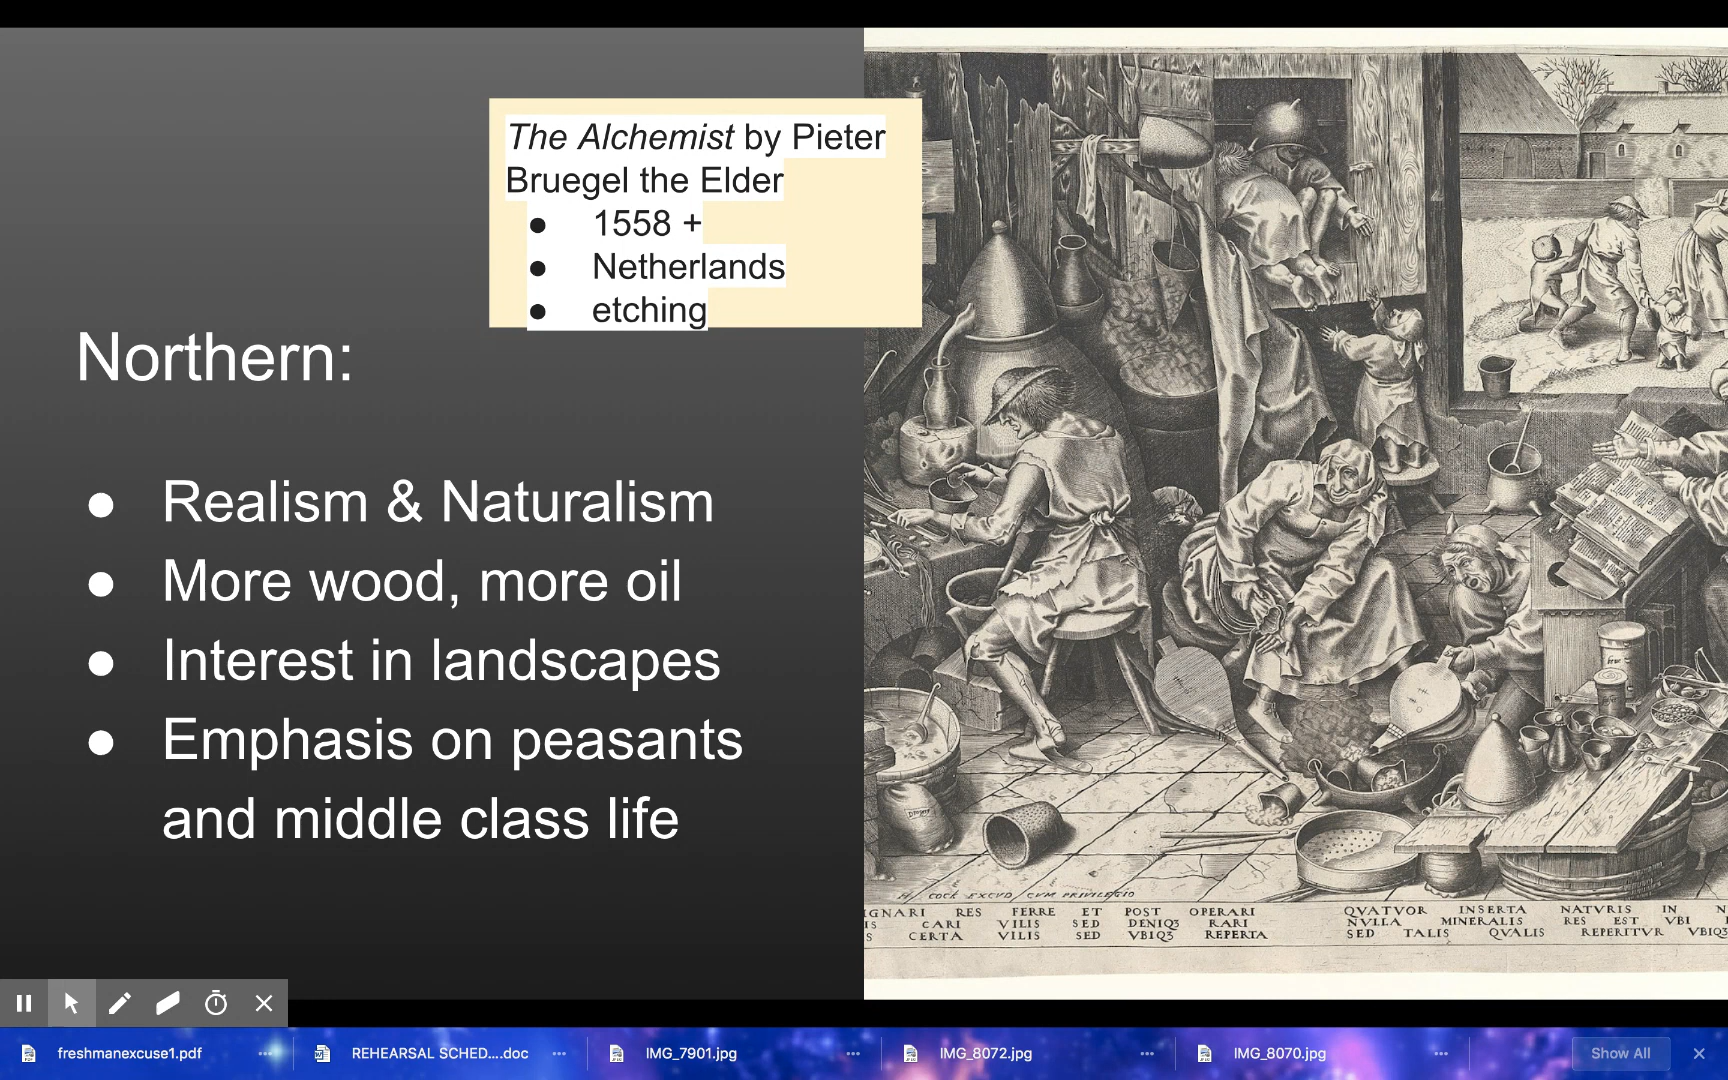 The Alchemist by Pieter
Bruegel the Elder
● 1558 +
● Netherlands
● etching
Northern:
● Realism & Naturalism
● More wood, more oil
● Interest in landscapes
● Emphasis on peasants
and middle class life
COCK EXCVD CVM PRIVILEGIO
IGNARI RES FERRE ET POST OPERARI
CARI VILIS SED DENIQ3 RARI
CERTA VILIS SED VBIQ3 REPERTA
QVATVOR INSERTA NATVRIS IN N
NVLLA MINERALIS RES EST VBI
SED TALIS QVALIS REPERITVR VBIQ3
freshmanexcuse1.pdf
REHEARSAL SCHED....doc
IMG_7901.jpg
IMG_8072.jpg
IMG_8070.jpg
Show All